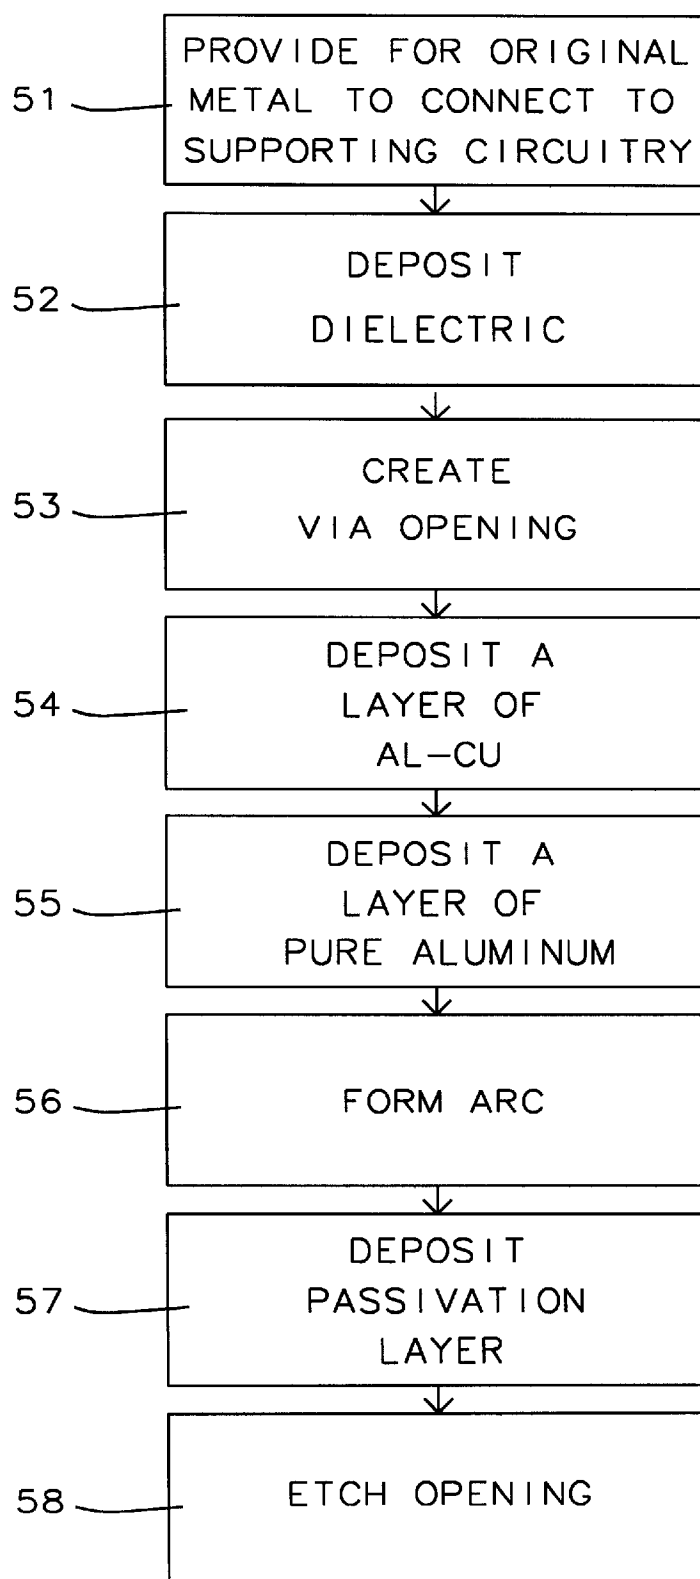 51
PROVIDE FOR ORIGINAL
METAL TO CONNECT TO
SUPPORTING CIRCUITRY
52
DEPOSIT
DIELECTRIC
53
CREATE
VIA OPENING
54
DEPOSIT A
LAYER OF
AL-CU
55
DEPOSIT A
LAYER OF
PURE ALUMINUM
56
FORM ARC
57
DEPOSIT
PASSIVATION
LAYER
58
ETCH OPENING